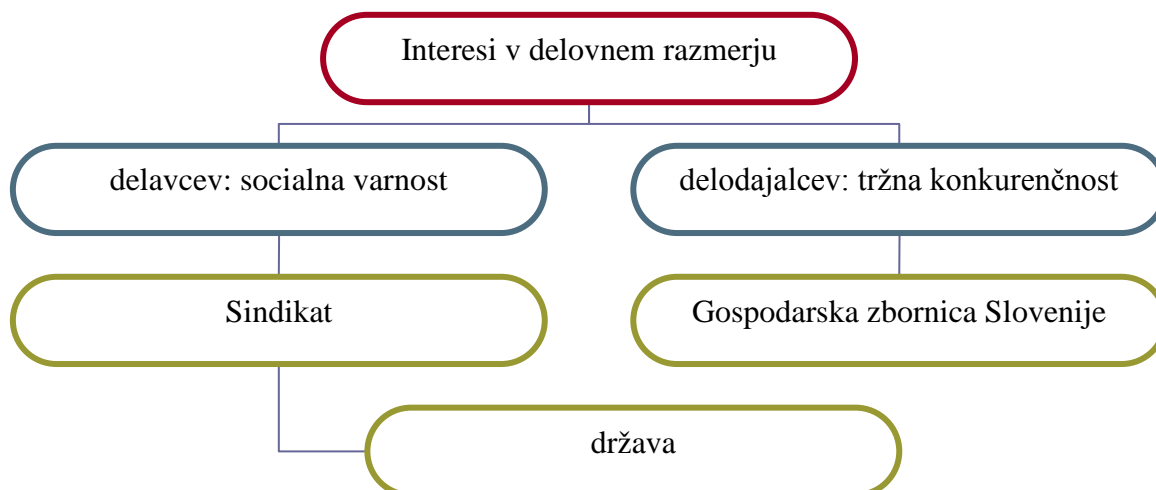 Interesi v delovnem razmerju
delavcev: socialna varnost
delodajalcev: tržna konkurenčnost
Sindikat
Gospodarska zbornica Slovenije
država